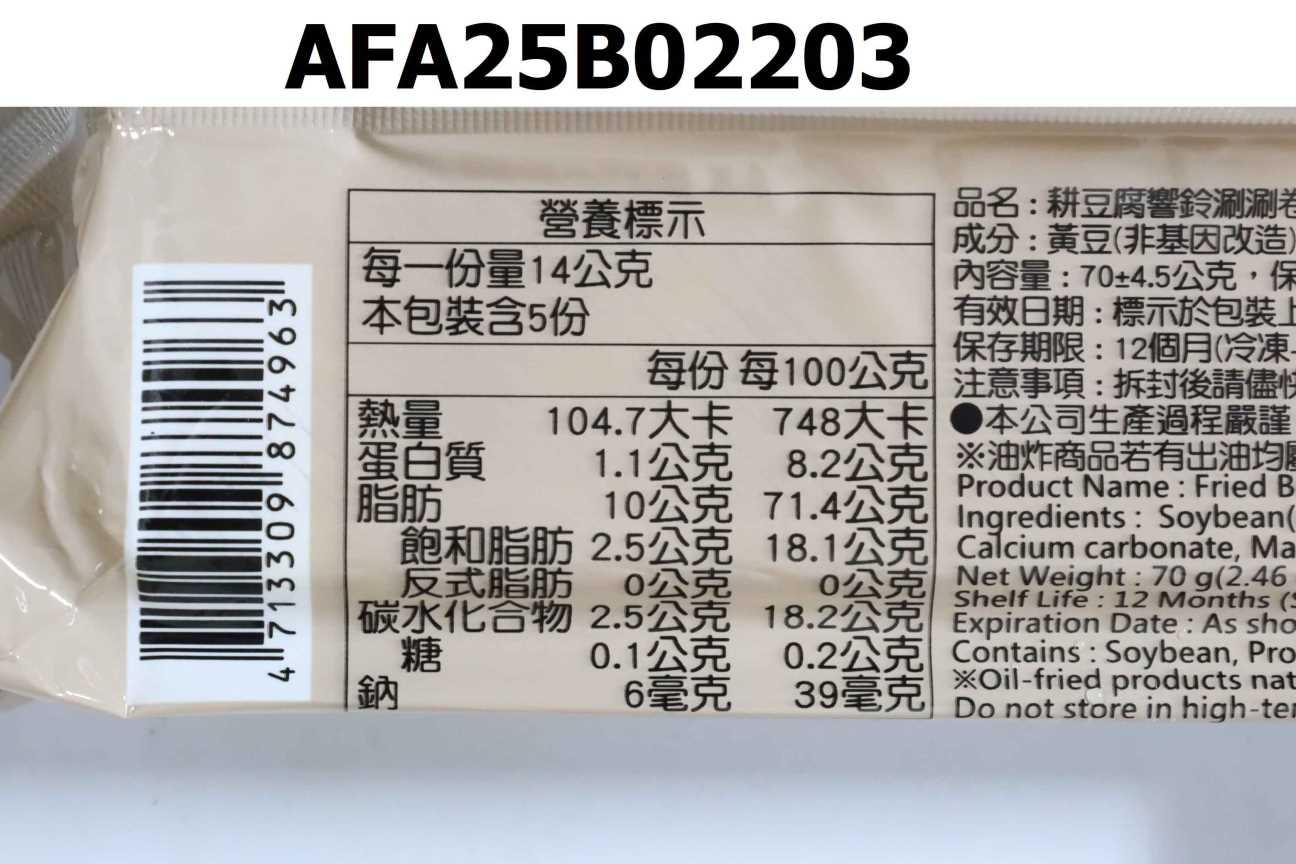 AFA25B02203
4 713309 874963
營養標示
每一份量14公克
本包裝含5份
每份 每100公克
熱量 104.7大卡 748大卡
蛋白質 1.1公克 8.2公克
脂肪 10公克 71.4公克
飽和脂肪 2.5公克 18.1公克
反式脂肪 0公克 0公克
碳水化合物 2.5公克 18.2公克
糖 0.1公克 0.2公克
鈉 6毫克 39毫克
品名：耕豆腐響鈴涮涮卷
成分：黃豆(非基因改造)
內容量：70±4.5公克，保
有效日期：標示於包裝上
保存期限：12個月(冷凍-
注意事項：拆封後請儘快
●本公司生產過程嚴謹
※油炸商品若有出油均屬
Product Name : Fried B
Ingredients : Soybean(
Calcium carbonate, Ma
Net Weight : 70 g(2.46
Shelf Life : 12 Months (S
Expiration Date : As sho
Contains : Soybean, Pro
※Oil-fried products nat
Do not store in high-ter